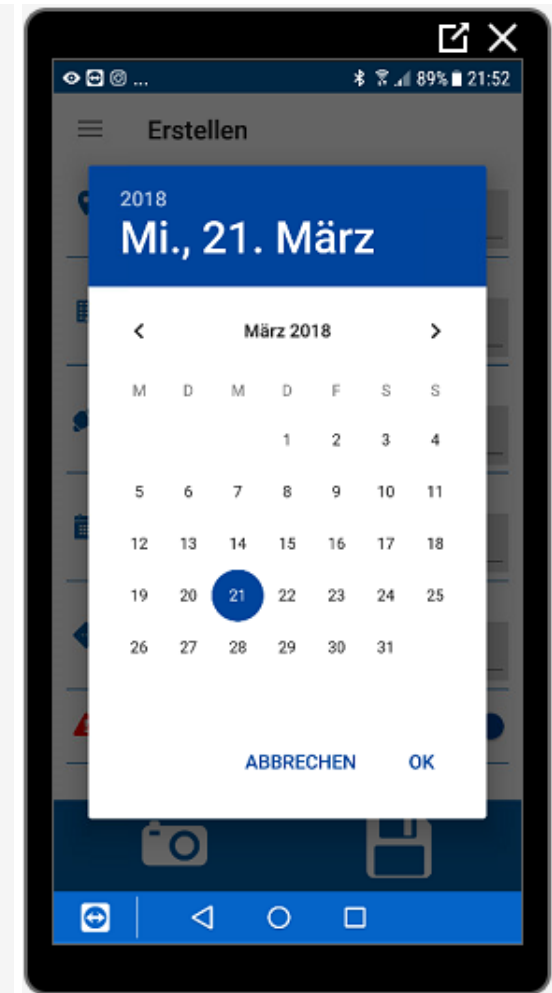 ... 89% 21:52
Erstellen
2018
Mi., 21. März
März 2018
M D M D F S S
1 2 3 4
5 6 7 8 9 10 11
12 13 14 15 16 17 18
19 20 21 22 23 24 25
26 27 28 29 30 31
ABBRECHEN OK